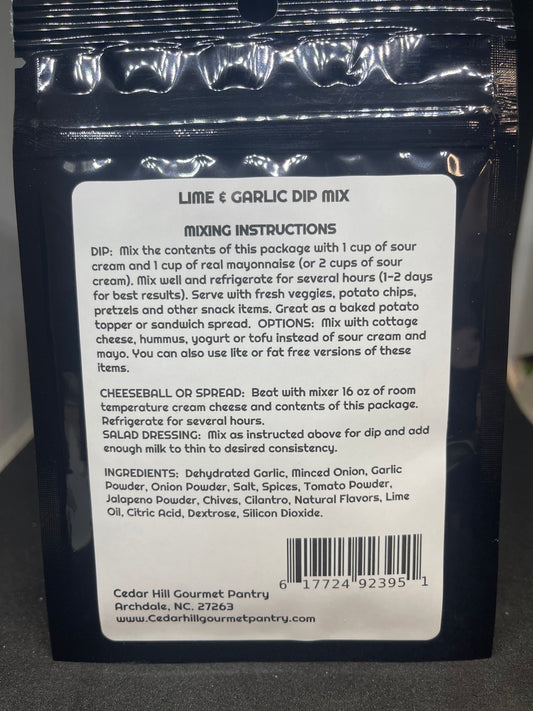 LIME & GARLIC DIP MIX
MIXING INSTRUCTIONS
DIP: Mix the contents of this package with 1 cup of sour
cream and 1 cup of real mayonnaise (or 2 cups of sour
cream). Mix well and refrigerate for several hours (1-2 days
for best results). Serve with fresh veggies, potato chips,
pretzels and other snack items. Great as a baked potato
topper or sandwich spread. OPTIONS: Mix with cottage
cheese, hummus, yogurt or tofu instead of sour cream and
mayo. You can also use lite or fat free versions of these
items.
CHEESEBALL OR SPREAD: Beat with mixer 16 oz of room
temperature cream cheese and contents of this package.
Refrigerate for several hours.
SALAD DRESSING: Mix as instructed above for dip and add
enough milk to thin to desired consistency.
INGREDIENTS: Dehydrated Garlic, Minced Onion, Garlic
Powder, Onion Powder, Salt, Spices, Tomato Powder,
Jalapeno Powder, Chives, Cilantro, Natural Flavors, Lime
Oil, Citric Acid, Dextrose, Silicon Dioxide.
6 17724 92395 1
Cedar Hill Gourmet Pantry
Archdale, NC. 27263
www.Cedarhillgourmetpantry.com